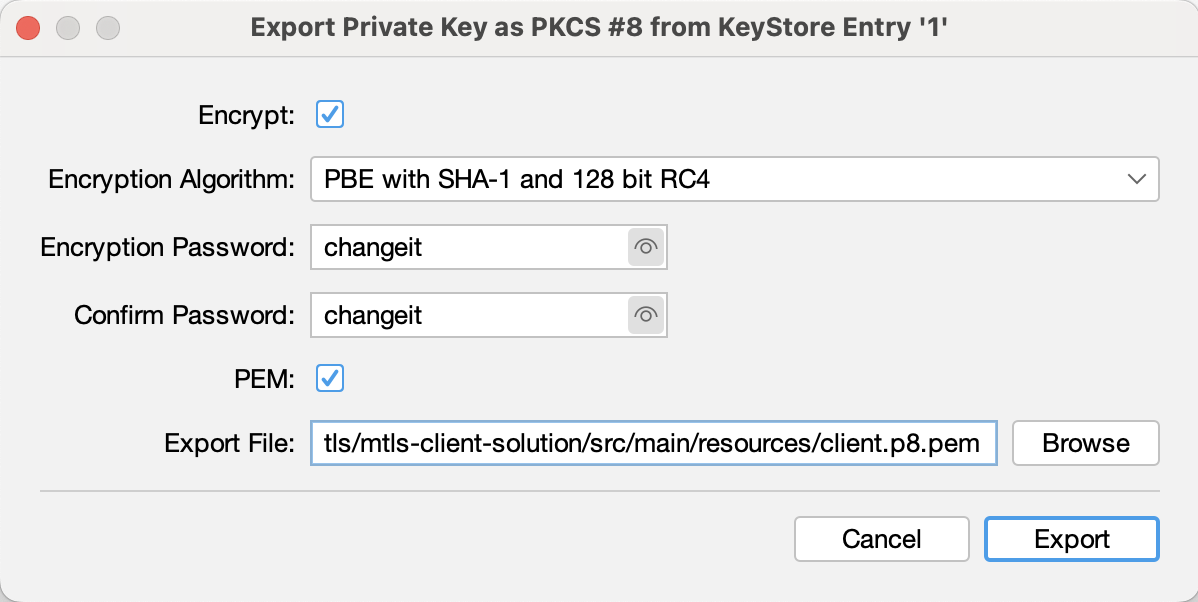 Export Private Key as PKCS #8 from KeyStore Entry '1'
Encrypt:
Encryption Algorithm: PBE with SHA-1 and 128 bit RC4
Encryption Password: changeit
Confirm Password: changeit
PEM:
Export File: tls/mtls-client-solution/src/main/resources/client.p8.pem Browse
Cancel Export